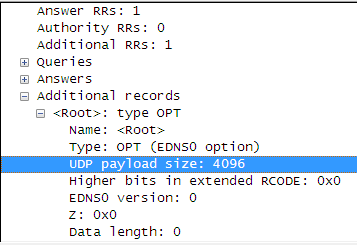 Answer RRs: 1
Authority RRs: 0
Additional RRs: 1
Queries
Answers
Additional records
<Root>: type OPT
Name: <Root>
Type: OPT (EDNS0 option)
UDP payload size: 4096
Higher bits in extended RCODE: 0x0
EDNS0 version: 0
Z: 0x0
Data length: 0